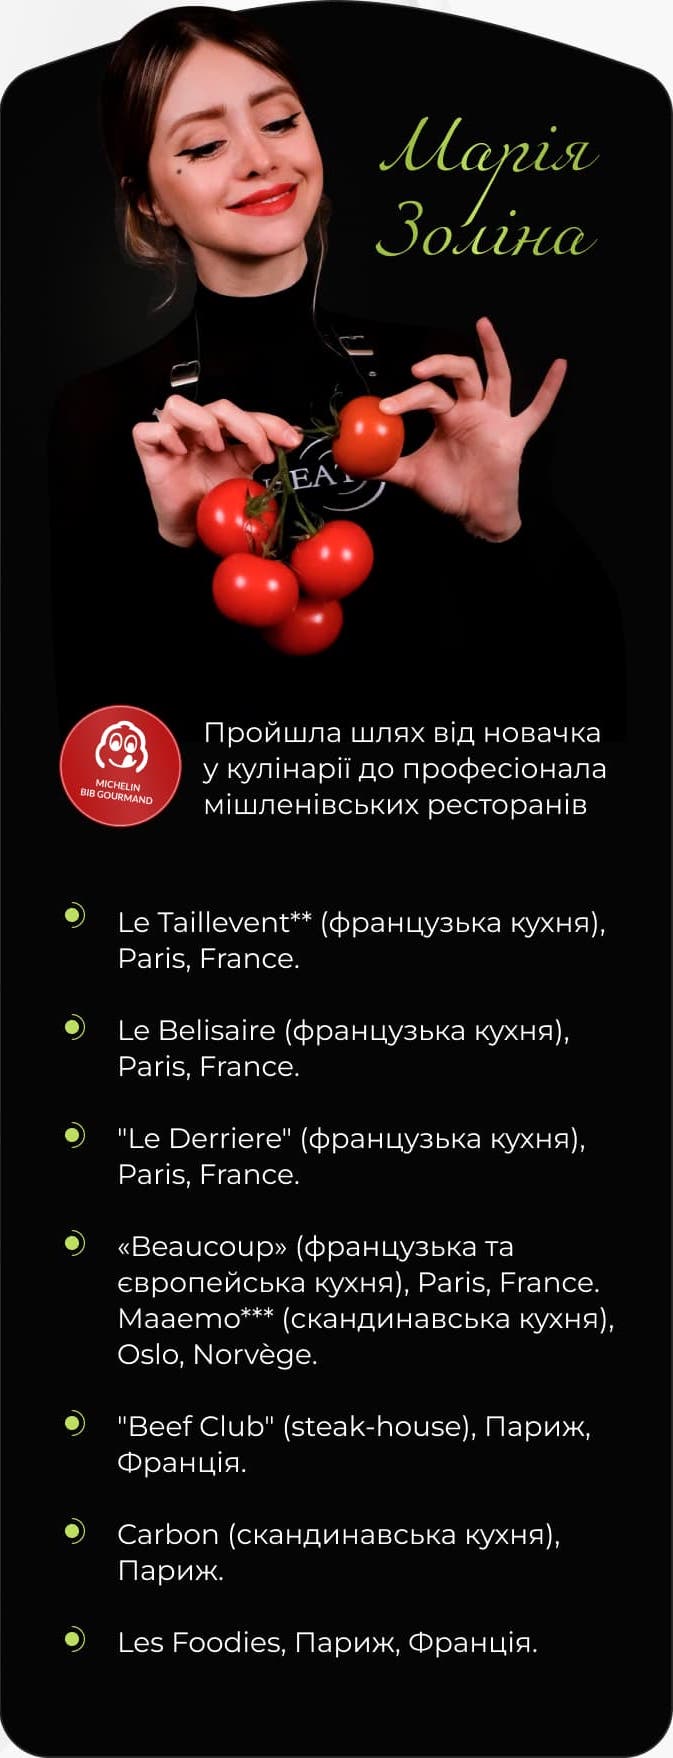 Марія
Золіна
EAT
MICHELIN
BIB GOURMAND
Пройшла шлях від новачка
у кулінарії до професіонала
мішленівських ресторанів
Le Taillevent** (французька кухня),
Paris, France.
Le Belisaire (французька кухня),
Paris, France.
"Le Derriere" (французька кухня),
Paris, France.
«Beaucoup» (французька та
європейська кухня), Paris, France.
Maaemo*** (скандинавська кухня),
Oslo, Norvège.
"Beef Club" (steak-house), Париж,
Франція.
Carbon (скандинавська кухня),
Париж.
Les Foodies, Париж, Франція.